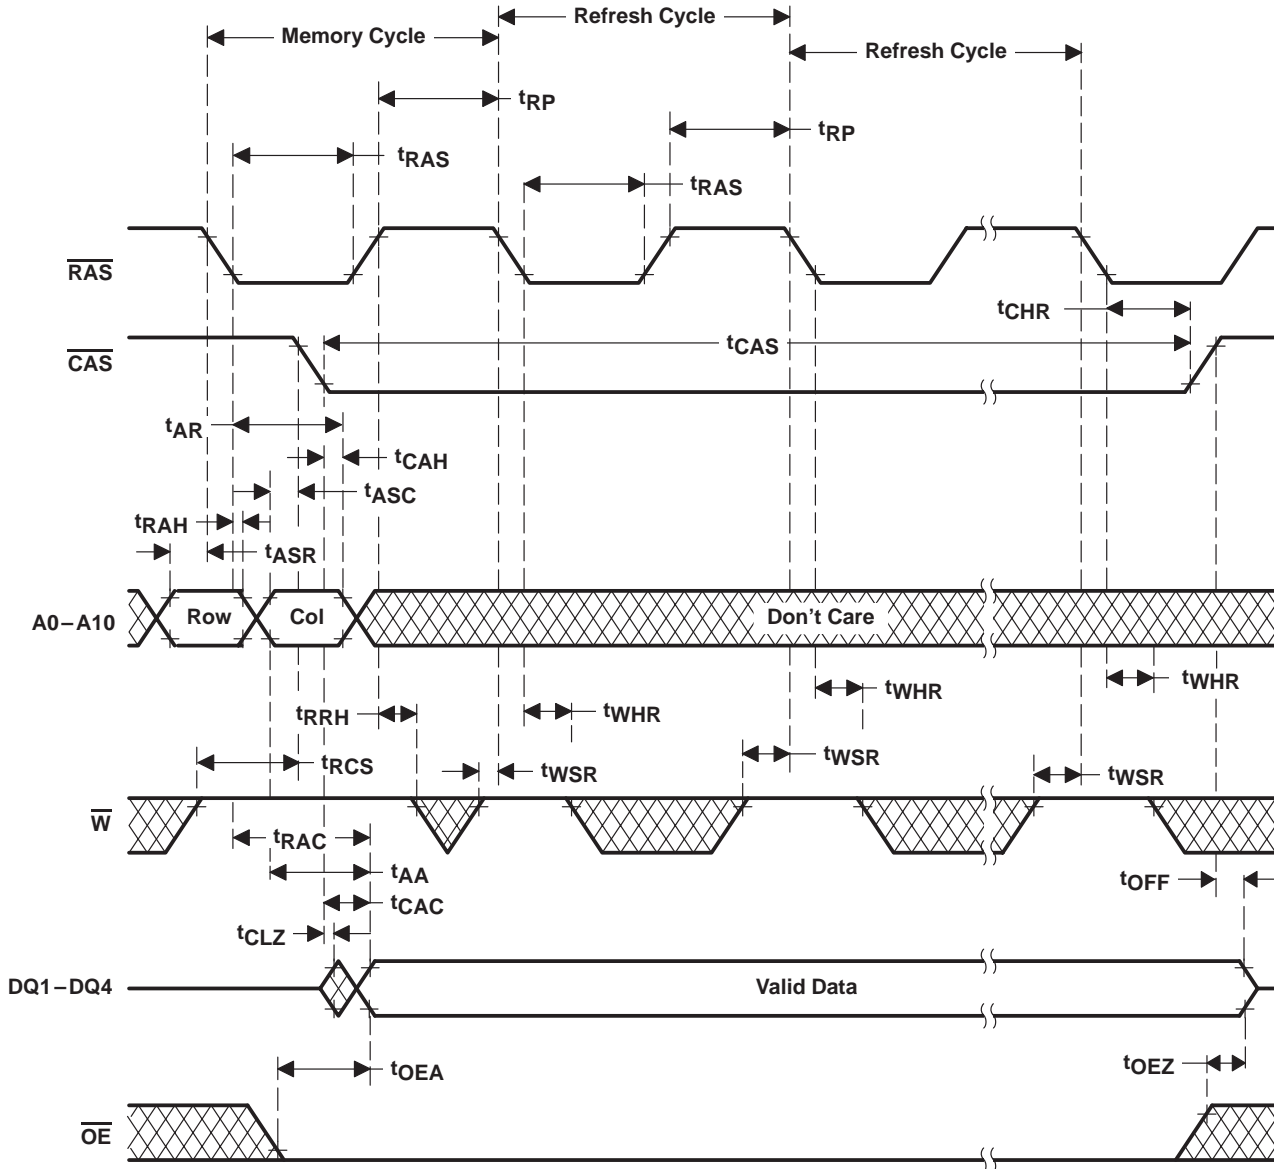 Refresh Cycle
Memory Cycle
Refresh Cycle
tRP
tRP
tRAS
tRAS
RAS
tCHR
CAS
tCAS
tAR
tCAH
tASC
tRAH
tASR
A0–A10
Row
Col
Don't Care
tWHR
tWHR
tWHR
tRRH
tRCS
tWSR
tWSR
tWSR
W
tRAC
tAA
tOFF
tCAC
tCLZ
DQ1–DQ4
Valid Data
tOEA
tOEZ
OE